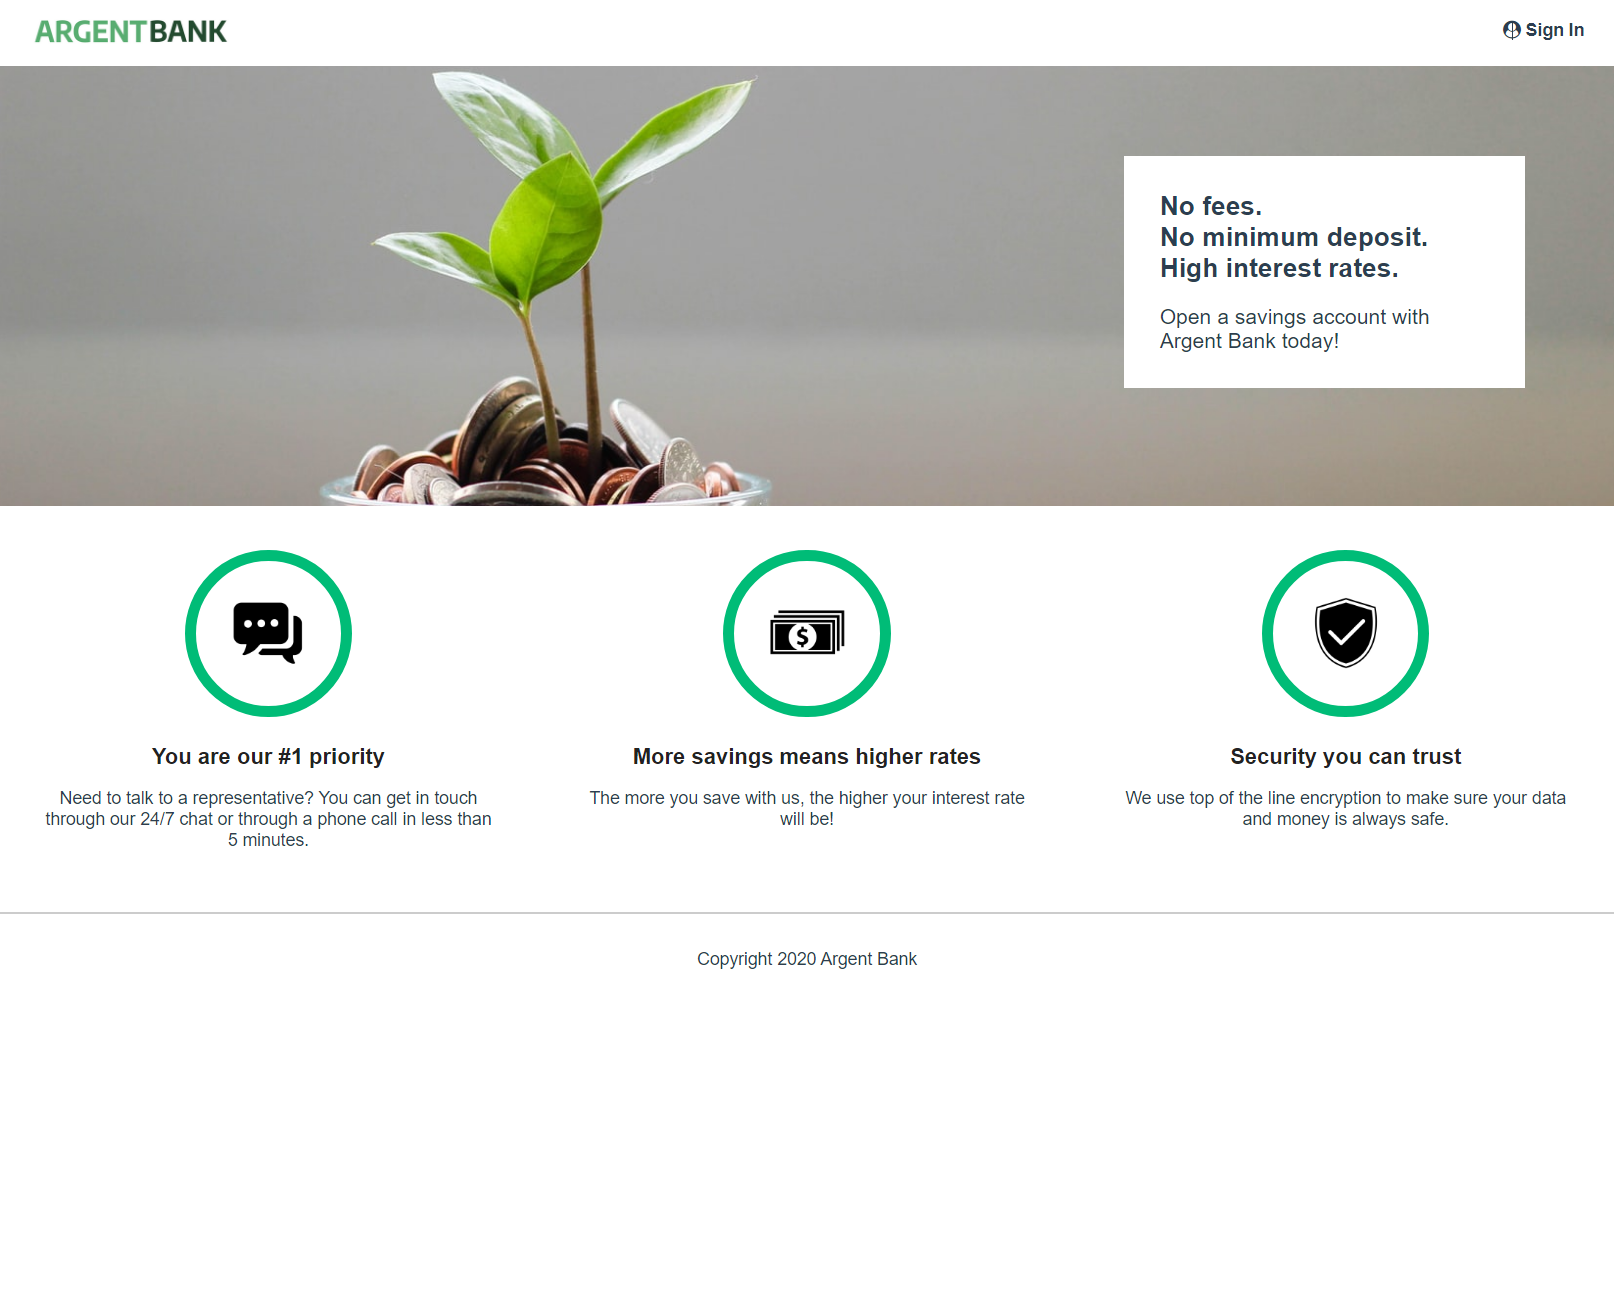 ARGENTBANK
Sign In
No fees.
No minimum deposit.
High interest rates.
Open a savings account with
Argent Bank today!
You are our #1 priority
Need to talk to a representative? You can get in touch
through our 24/7 chat or through a phone call in less than
5 minutes.
More savings means higher rates
The more you save with us, the higher your interest rate
will be!
Security you can trust
We use top of the line encryption to make sure your data
and money is always safe.
Copyright 2020 Argent Bank